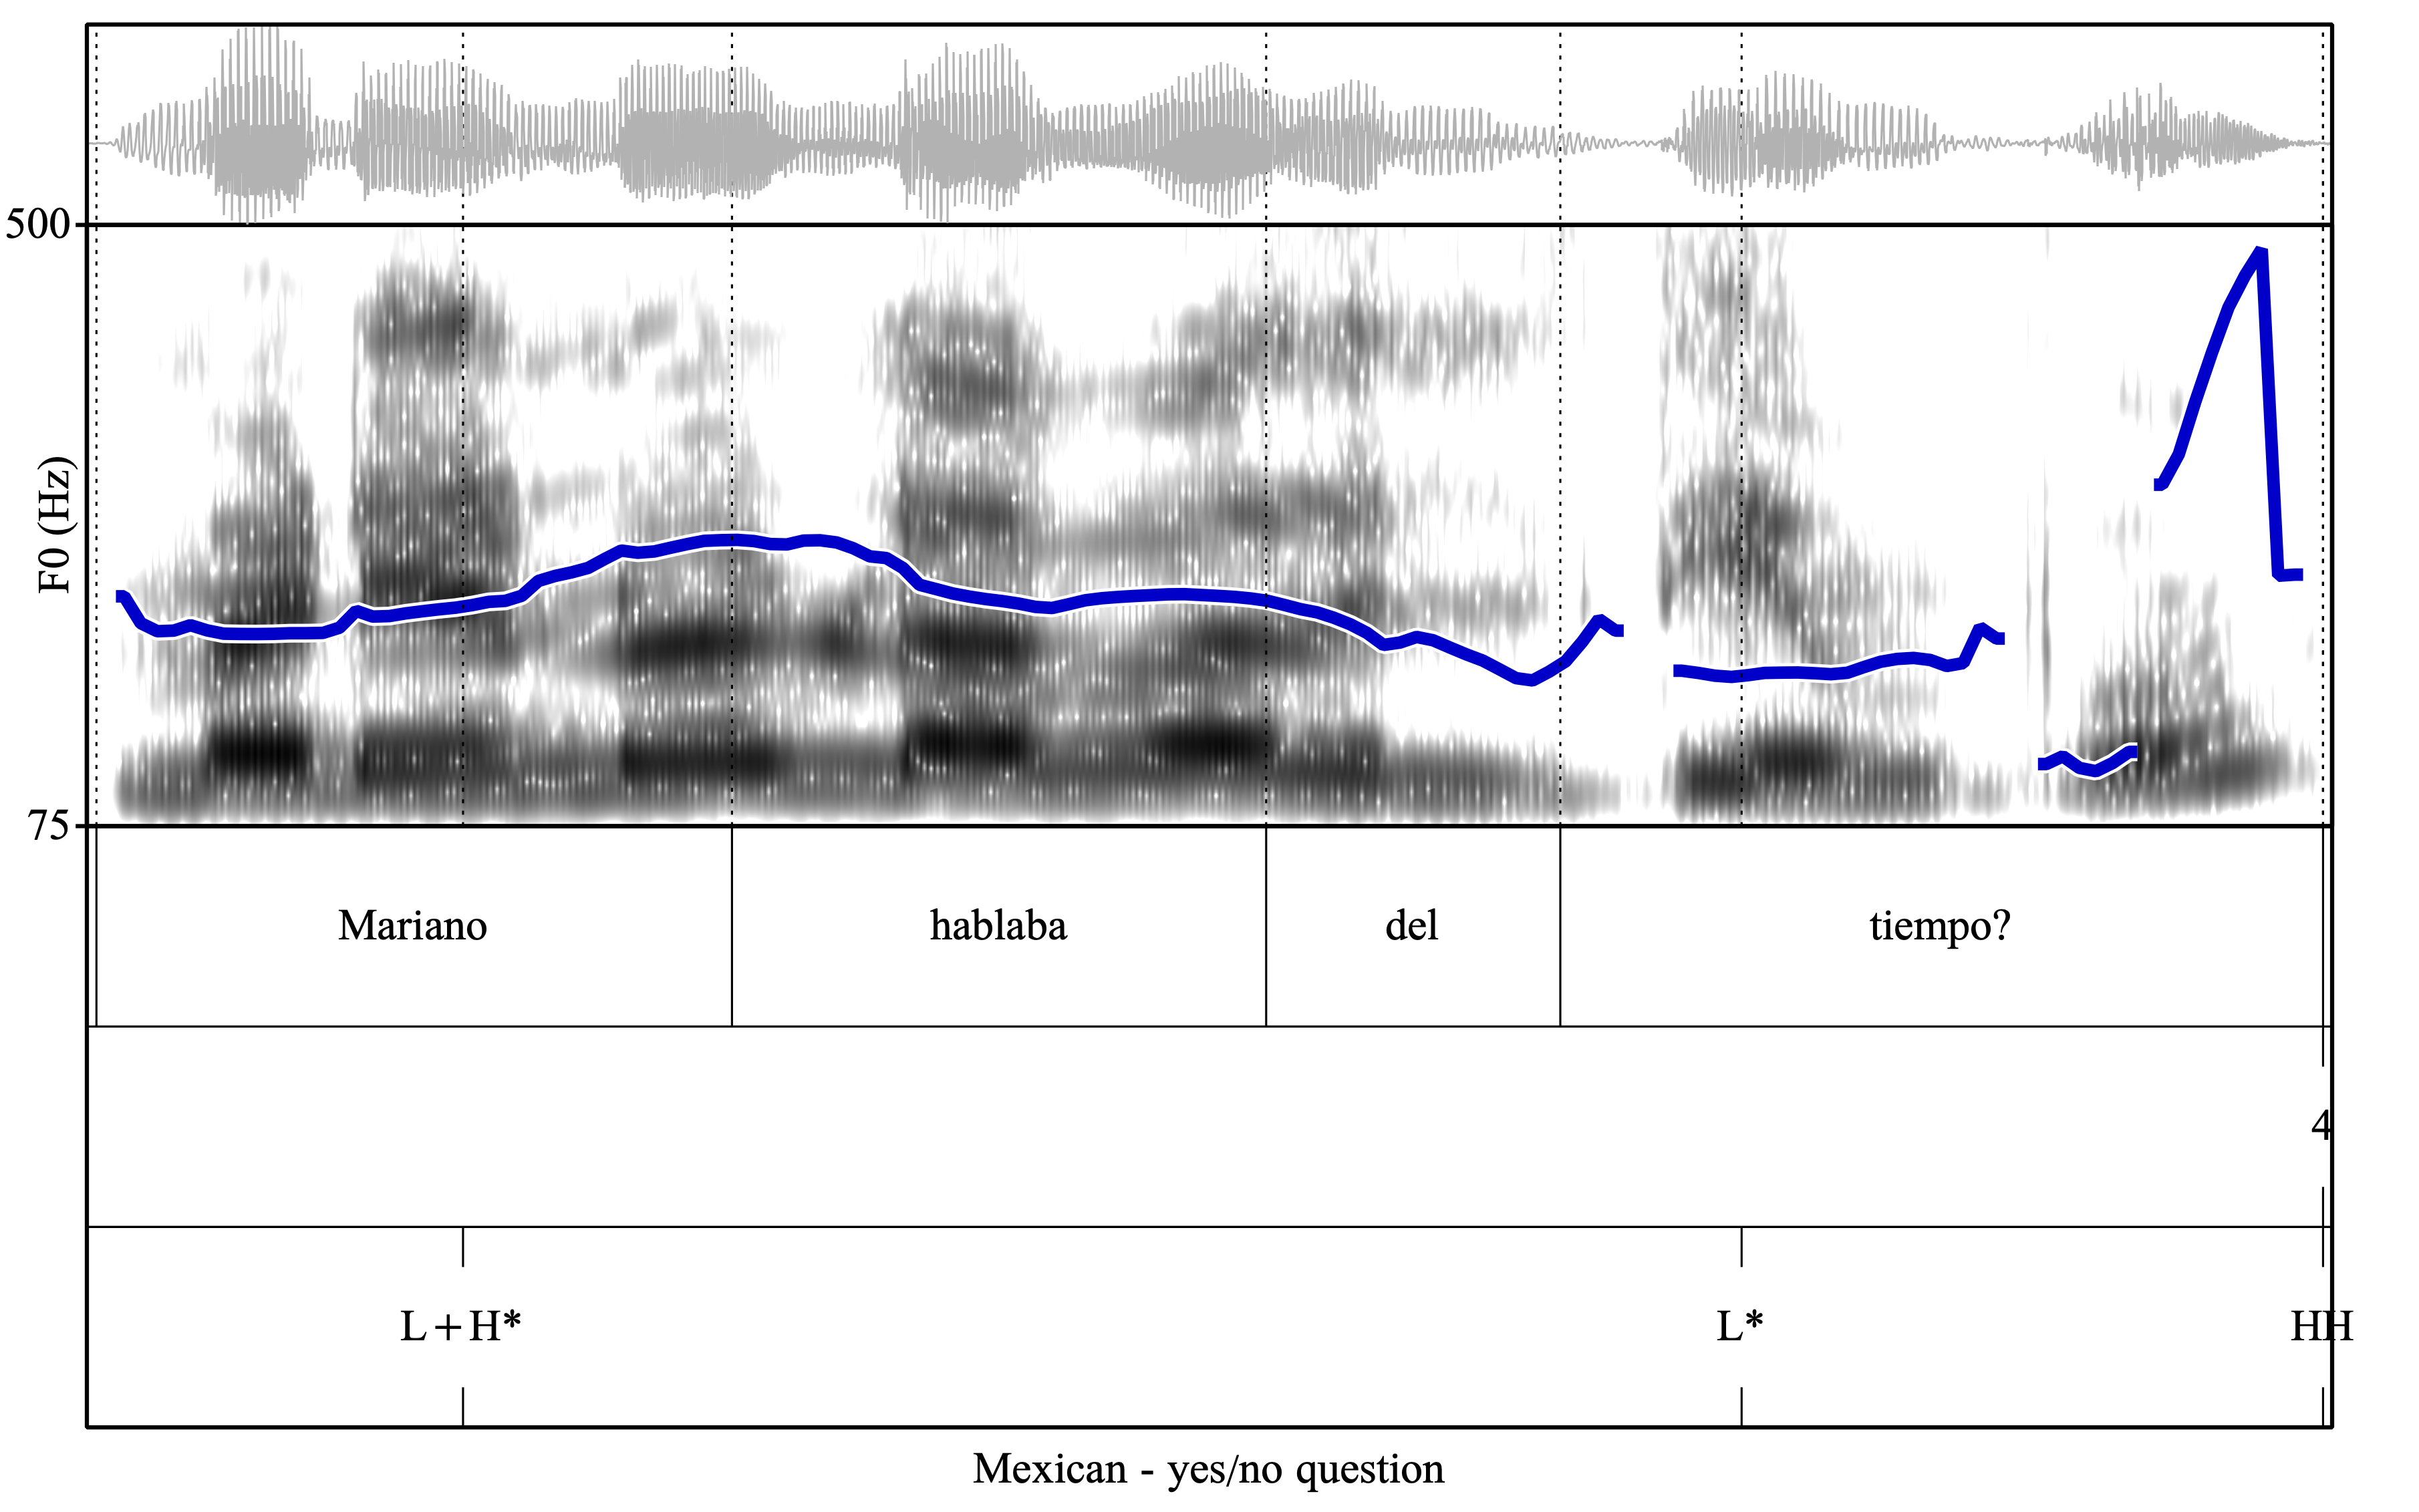 500
F0 (Hz)
75
Mariano hablaba del tiempo?
4
L+H* L* HH
Mexican - yes/no question